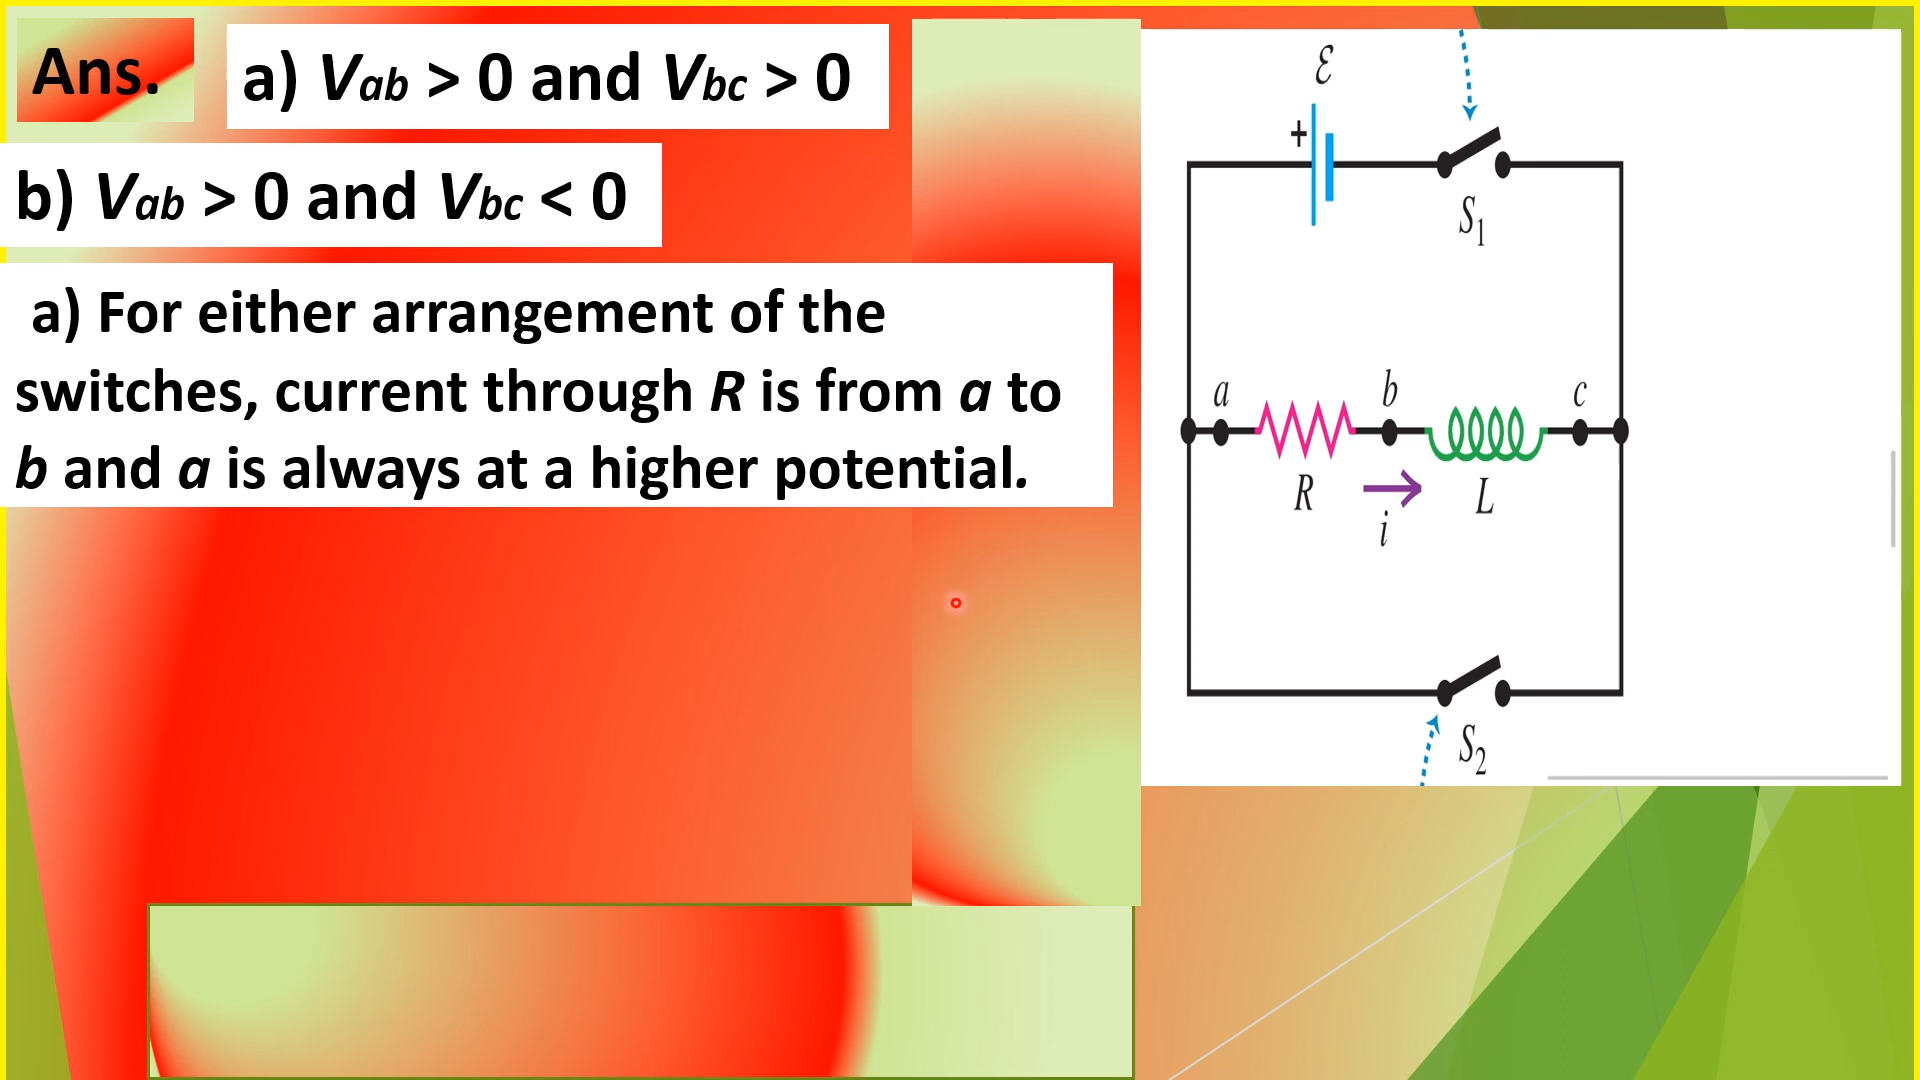 Ans.
a) Vab > 0 and Vbc > 0
b) Vab > 0 and Vbc < 0
a) For either arrangement of the
switches, current through R is from a to
b and a is always at a higher potential.
ℰ
+
S1
a
b
c
R
i
L
S2